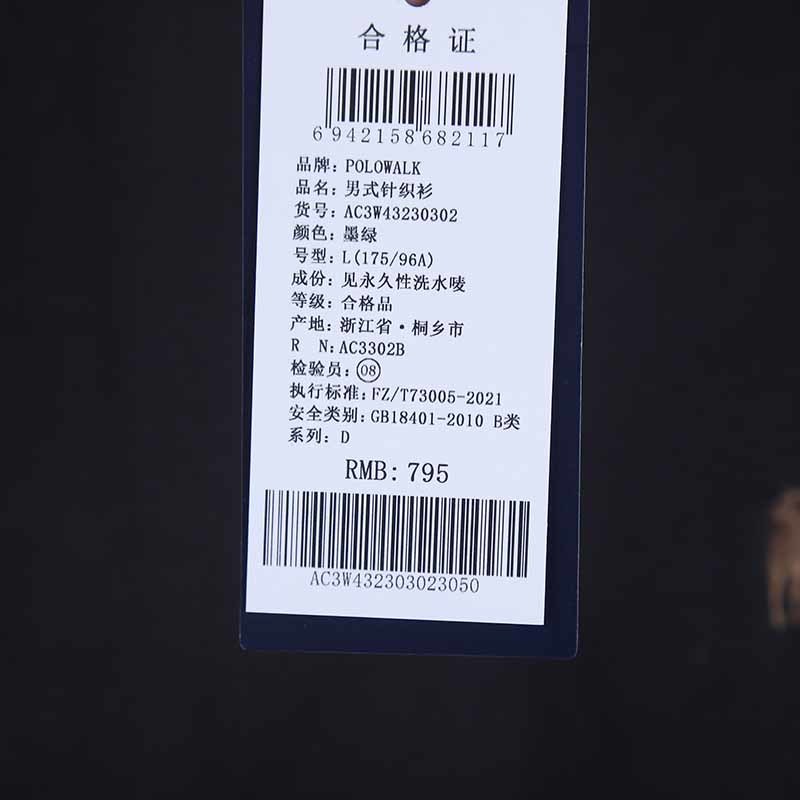 合格证
6942158682117
品牌: POLOWALK
品名: 男式针织衫
货号: AC3W43230302
颜色: 墨绿
号型: L(175/96A)
成份: 见永久性洗水唛
等级: 合格品
产地: 浙江省·桐乡市
R N: AC3302B
检验员: 08
执行标准: FZ/T73005-2021
安全类别: GB18401-2010 B类
系列: D
RMB: 795
AC3W432303023050